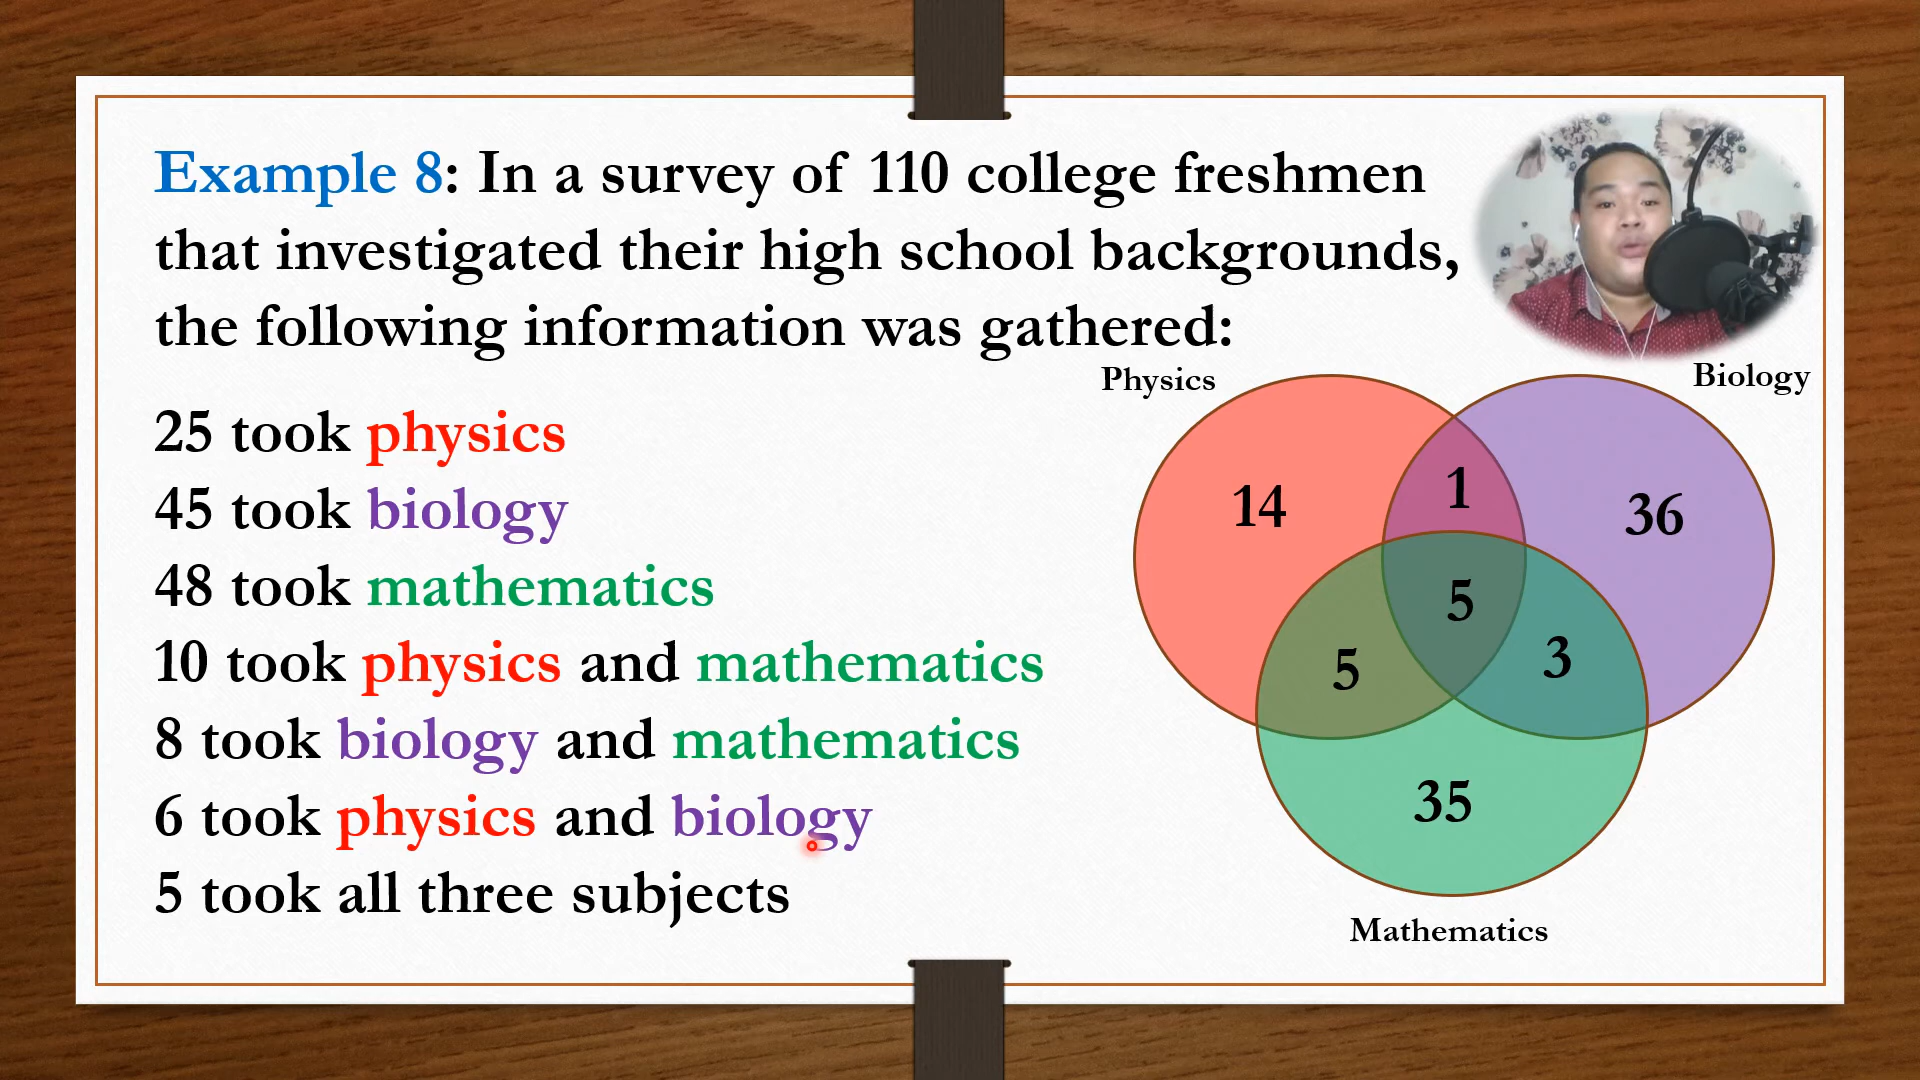 Example 8: In a survey of 110 college freshmen
that investigated their high school backgrounds,
the following information was gathered:
25 took physics
45 took biology
48 took mathematics
10 took physics and mathematics
8 took biology and mathematics
6 took physics and biology
5 took all three subjects
Physics
Biology
14
1
36
5
5
3
35
Mathematics